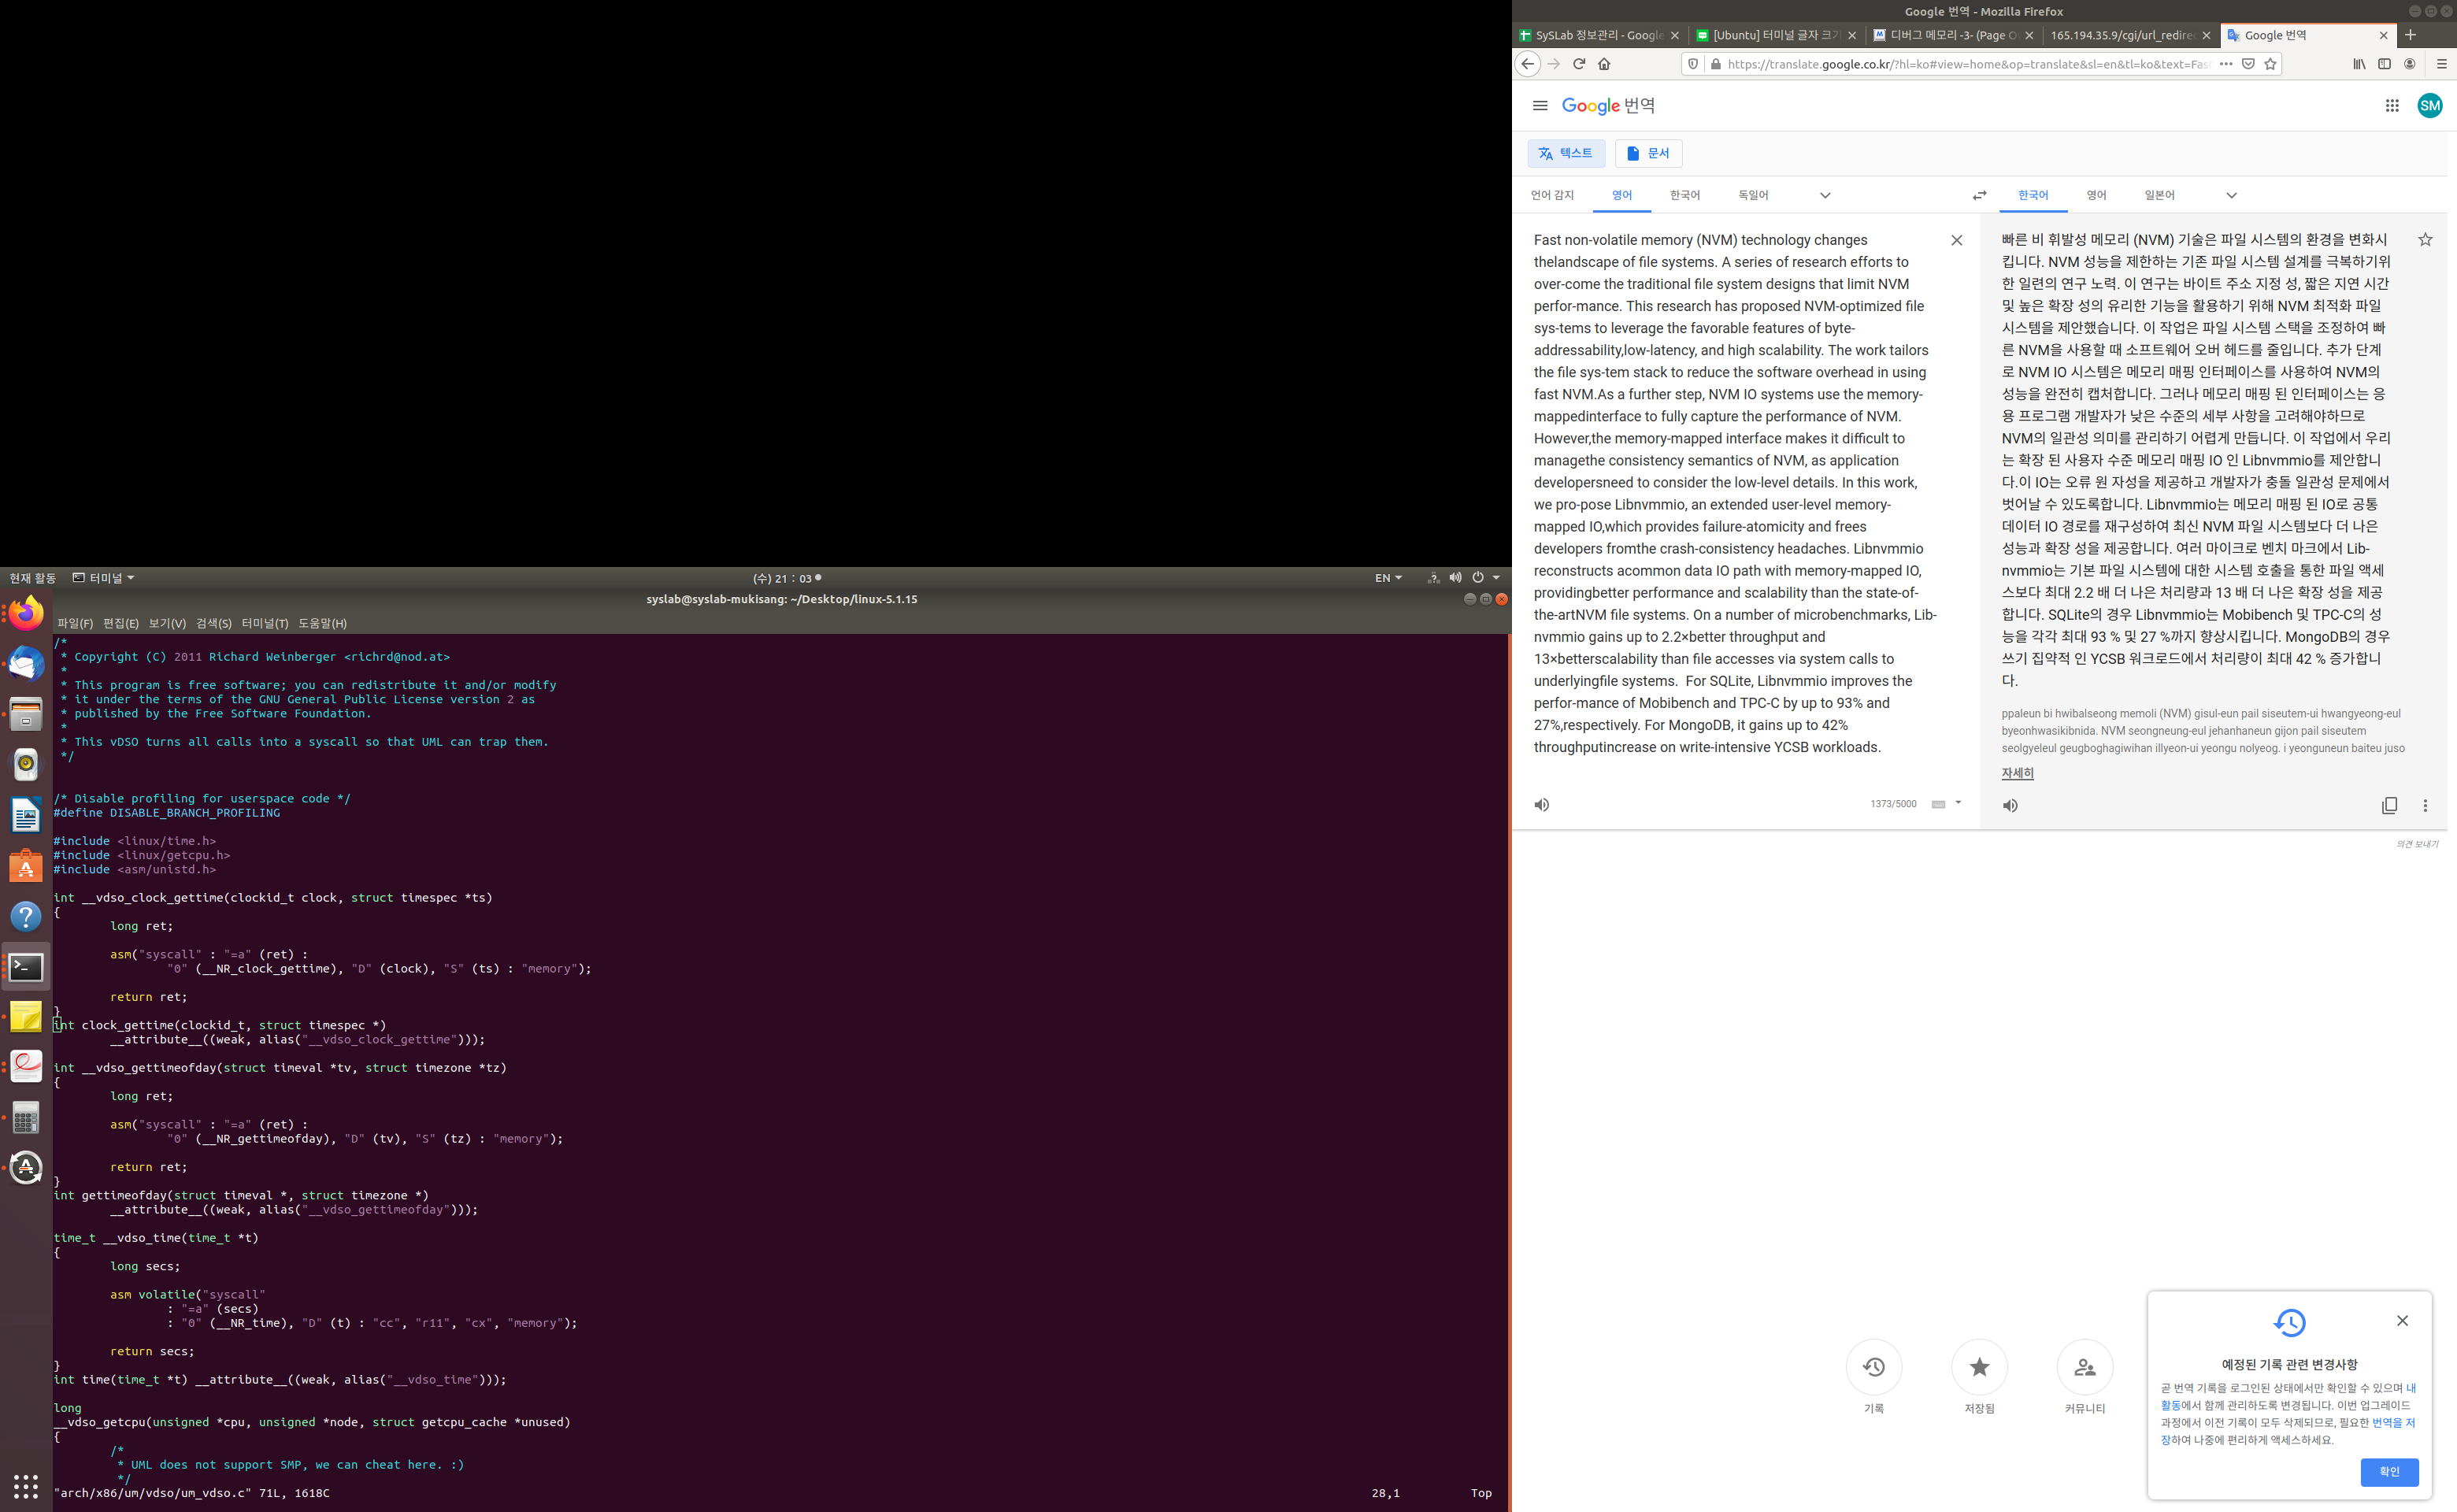 현재 활동
터미널
(수) 21 : 03
EN
syslab@syslab-mukisang: ~/Desktop/linux-5.1.15
파일(F) 편집(E) 보기(V) 검색(S) 터미널(T) 도움말(H)
/*
 * Copyright (C) 2011 Richard Weinberger <richrd@nod.at>
 *
 * This program is free software; you can redistribute it and/or modify
 * it under the terms of the GNU General Public License version 2 as
 * published by the Free Software Foundation.
 *
 * This vDSO turns all calls into a syscall so that UML can trap them.
 */
/* Disable profiling for userspace code */
#define DISABLE_BRANCH_PROFILING
#include <linux/time.h>
#include <linux/getcpu.h>
#include <asm/unistd.h>
int __vdso_clock_gettime(clockid_t clock, struct timespec *ts)
{
long ret;
asm("syscall" : "=a" (ret) :
"0" (__NR_clock_gettime), "D" (clock), "S" (ts) : "memory");
return ret;
}
int clock_gettime(clockid_t, struct timespec *)
__attribute__((weak, alias("__vdso_clock_gettime")));
int __vdso_gettimeofday(struct timeval *tv, struct timezone *tz)
{
long ret;
asm("syscall" : "=a" (ret) :
"0" (__NR_gettimeofday), "D" (tv), "S" (tz) : "memory");
return ret;
}
int gettimeofday(struct timeval *, struct timezone *)
__attribute__((weak, alias("__vdso_gettimeofday")));
time_t __vdso_time(time_t *t)
{
long secs;
asm volatile("syscall"
: "=a" (secs)
: "0" (__NR_time), "D" (t) : "cc", "r11", "cx", "memory");
return secs;
}
int time(time_t *t) __attribute__((weak, alias("__vdso_time")));
long
__vdso_getcpu(unsigned *cpu, unsigned *node, struct getcpu_cache *unused)
{
/*
 * UML does not support SMP, we can cheat here. :)
 */
"arch/x86/um/vdso/um_vdso.c" 71L, 1618C 28,1 Top
Google 번역 - Mozilla Firefox
SySLab 정보관리 - Google
[Ubuntu] 터미널 글자 크기
디버그 메모리 -3- (Page O
165.194.35.9/cgi/url_redirec
Google 번역
https://translate.google.co.kr/?hl=ko#view=home&op=translate&sl=en&tl=ko&text=Fas
Google 번역
SM
텍스트
문서
언어 감지 영어 한국어 독일어
한국어 영어 일본어
Fast non-volatile memory (NVM) technology changes
thelandscape of file systems. A series of research efforts to
over-come the traditional file system designs that limit NVM
perfor-mance. This research has proposed NVM-optimized file
sys-tems to leverage the favorable features of byte-
addressability,low-latency, and high scalability. The work tailors
the file sys-tem stack to reduce the software overhead in using
fast NVM.As a further step, NVM IO systems use the memory-
mappedinterface to fully capture the performance of NVM.
However,the memory-mapped interface makes it difficult to
managethe consistency semantics of NVM, as application
developersneed to consider the low-level details. In this work,
we pro-pose Libnvmmio, an extended user-level memory-
mapped IO,which provides failure-atomicity and frees
developers fromthe crash-consistency headaches. Libnvmmio
reconstructs acommon data IO path with memory-mapped IO,
providingbetter performance and scalability than the state-of-
the-artNVM file systems. On a number of microbenchmarks, Lib-
nvmmio gains up to 2.2×better throughput and
13×betterscalability than file accesses via system calls to
underlyingfile systems.  For SQLite, Libnvmmio improves the
perfor-mance of Mobibench and TPC-C by up to 93% and
27%,respectively. For MongoDB, it gains up to 42%
throughputincrease on write-intensive YCSB workloads.
1373/5000
빠른 비 휘발성 메모리 (NVM) 기술은 파일 시스템의 환경을 변화시
킵니다. NVM 성능을 제한하는 기존 파일 시스템 설계를 극복하기위
한 일련의 연구 노력. 이 연구는 바이트 주소 지정 성, 짧은 지연 시간
및 높은 확장 성의 유리한 기능을 활용하기 위해 NVM 최적화 파일
시스템을 제안했습니다. 이 작업은 파일 시스템 스택을 조정하여 빠
른 NVM을 사용할 때 소프트웨어 오버 헤드를 줄입니다. 추가 단계
로 NVM IO 시스템은 메모리 매핑 인터페이스를 사용하여 NVM의
성능을 완전히 캡처합니다. 그러나 메모리 매핑 된 인터페이스는 응
용 프로그램 개발자가 낮은 수준의 세부 사항을 고려해야하므로
NVM의 일관성 의미를 관리하기 어렵게 만듭니다. 이 작업에서 우리
는 확장 된 사용자 수준 메모리 매핑 IO 인 Libnvmmio를 제안합니
다.이 IO는 오류 원 자성을 제공하고 개발자가 충돌 일관성 문제에서
벗어날 수 있도록합니다. Libnvmmio는 메모리 매핑 된 IO로 공통
데이터 IO 경로를 재구성하여 최신 NVM 파일 시스템보다 더 나은
성능과 확장 성을 제공합니다. 여러 마이크로 벤치 마크에서 Lib-
nvmmio는 기본 파일 시스템에 대한 시스템 호출을 통한 파일 액세
스보다 최대 2.2 배 더 나은 처리량과 13 배 더 나은 확장 성을 제공
합니다. SQLite의 경우 Libnvmmio는 Mobibench 및 TPC-C의 성
능을 각각 최대 93 % 및 27 %까지 향상시킵니다. MongoDB의 경우
쓰기 집약적 인 YCSB 워크로드에서 처리량이 최대 42 % 증가합니
다.
ppaleun bi hwibalseong memoli (NVM) gisul-eun pail siseutem-ui hwangyeong-eul
byeonhwasikibnida. NVM seongneung-eul jehanhaneun gijon pail siseutem
seolgyeleul geugboghagiwihan illyeon-ui yeongu nolyeog. i yeonguneun baiteu juso
자세히
의견 보내기
기록
저장됨
커뮤니티
예정된 기록 관련 변경사항
곧 번역 기록을 로그인된 상태에서만 확인할 수 있으며 내
활동에서 함께 관리하도록 변경됩니다. 이번 업그레이드
과정에서 이전 기록이 모두 삭제되므로, 필요한 번역을 저
장하여 나중에 편리하게 액세스하세요.
확인